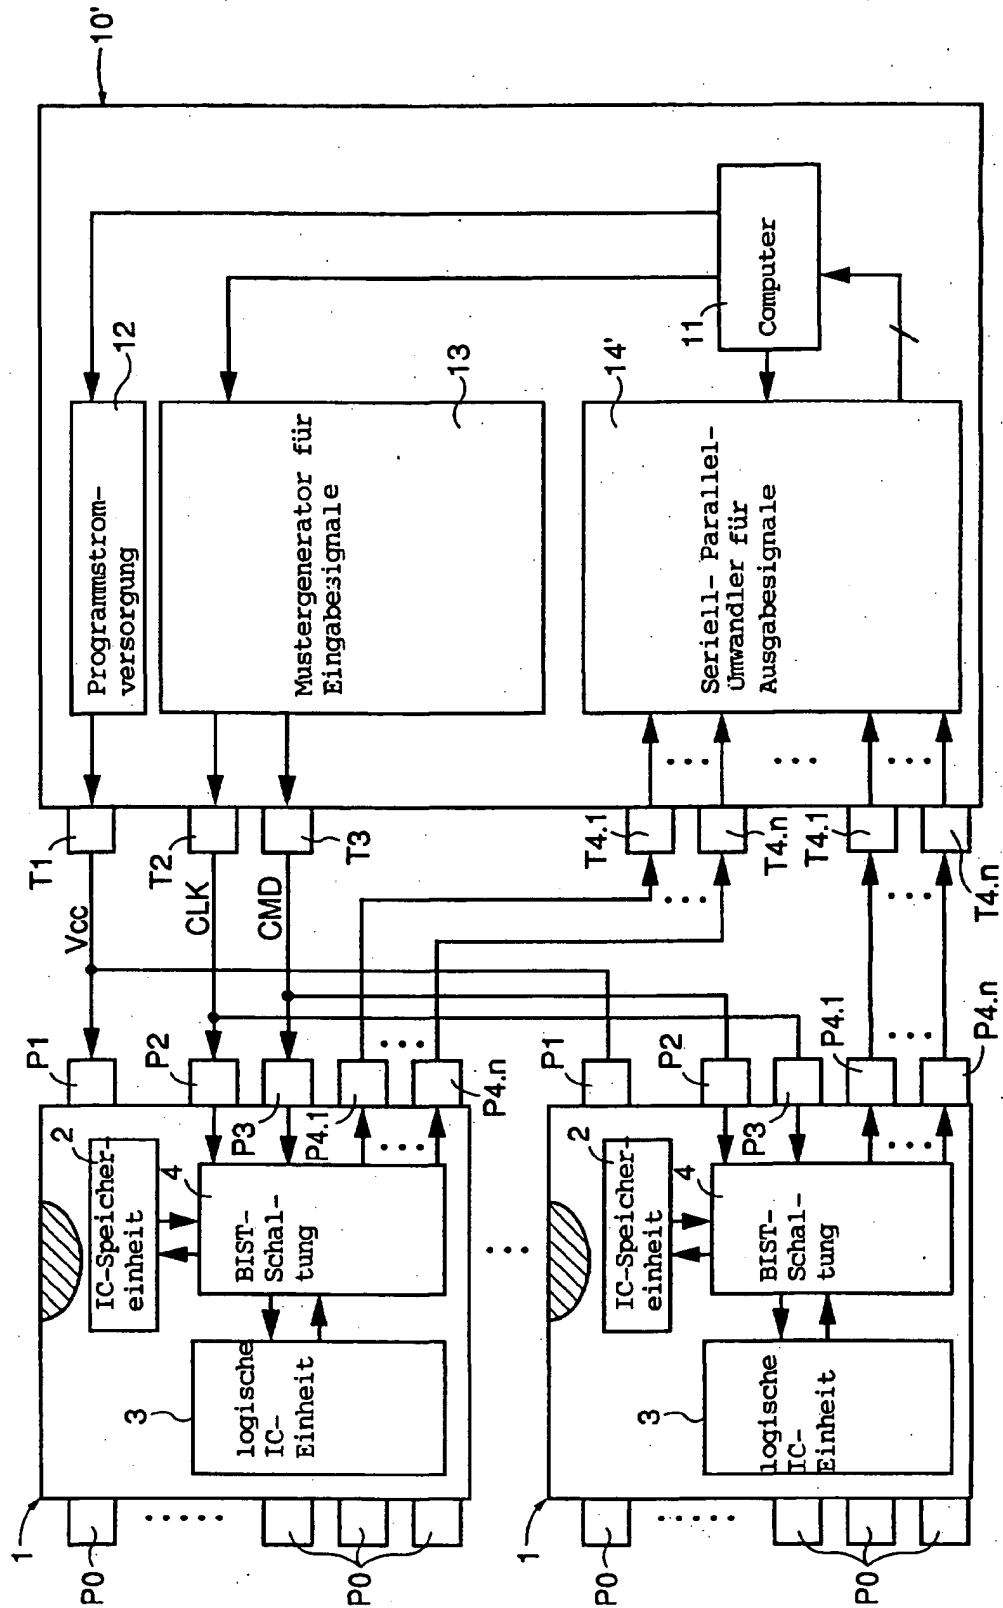 10'
12
Programmstrom-
versorgung
13
Mustergenerator für
Eingabesignale
11
Computer
14'
Seriell- Parallel-
Ümwandler für
Ausgabesignale
T1
T2
T3
T4.1
T4.n
T4.1
T4.n
Vcc
CLK
CMD
P1
P2
P3
P4.1
P4.n
P1
P2
P3
P4.1
P4.n
1
2
IC-Speicher-
einheit
4
BIST-
Schal-
tung
3
logische
IC-
Einheit
P0
P0
1
2
IC-Speicher-
einheit
4
BIST-
Schal-
tung
3
logische
IC-
Einheit
P0
P0